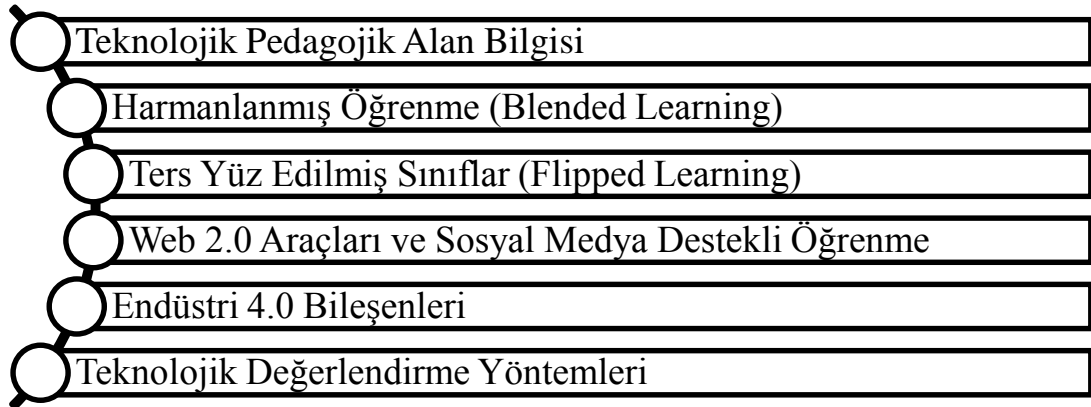 Teknolojik Pedagojik Alan Bilgisi
Harmanlanmış Öğrenme (Blended Learning)
Ters Yüz Edilmiş Sınıflar (Flipped Learning)
Web 2.0 Araçları ve Sosyal Medya Destekli Öğrenme
Endüstri 4.0 Bileşenleri
Teknolojik Değerlendirme Yöntemleri